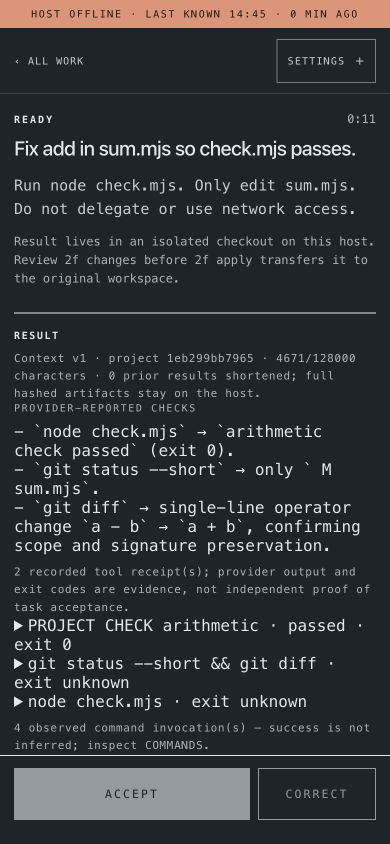 HOST OFFLINE · LAST KNOWN 14:45 · 0 MIN AGO
‹ ALL WORK
SETTINGS +
READY
0:11
Fix add in sum.mjs so check.mjs passes.
Run node check.mjs. Only edit sum.mjs.
Do not delegate or use network access.
Result lives in an isolated checkout on this host.
Review 2f changes before 2f apply transfers it to
the original workspace.
RESULT
Context v1 · project 1eb299bb7965 · 4671/128000
characters · 0 prior results shortened; full
hashed artifacts stay on the host.
PROVIDER-REPORTED CHECKS
- `node check.mjs` → `arithmetic
check passed` (exit 0).
- `git status --short` → only ` M
sum.mjs`.
- `git diff` → single-line operator
change `a - b` → `a + b`, confirming
scope and signature preservation.
2 recorded tool receipt(s); provider output and
exit codes are evidence, not independent proof of
task acceptance.
▶ PROJECT CHECK arithmetic · passed ·
exit 0
▶ git status --short && git diff ·
exit unknown
▶ node check.mjs · exit unknown
4 observed command invocation(s) — success is not
inferred; inspect COMMANDS.
ACCEPT
CORRECT